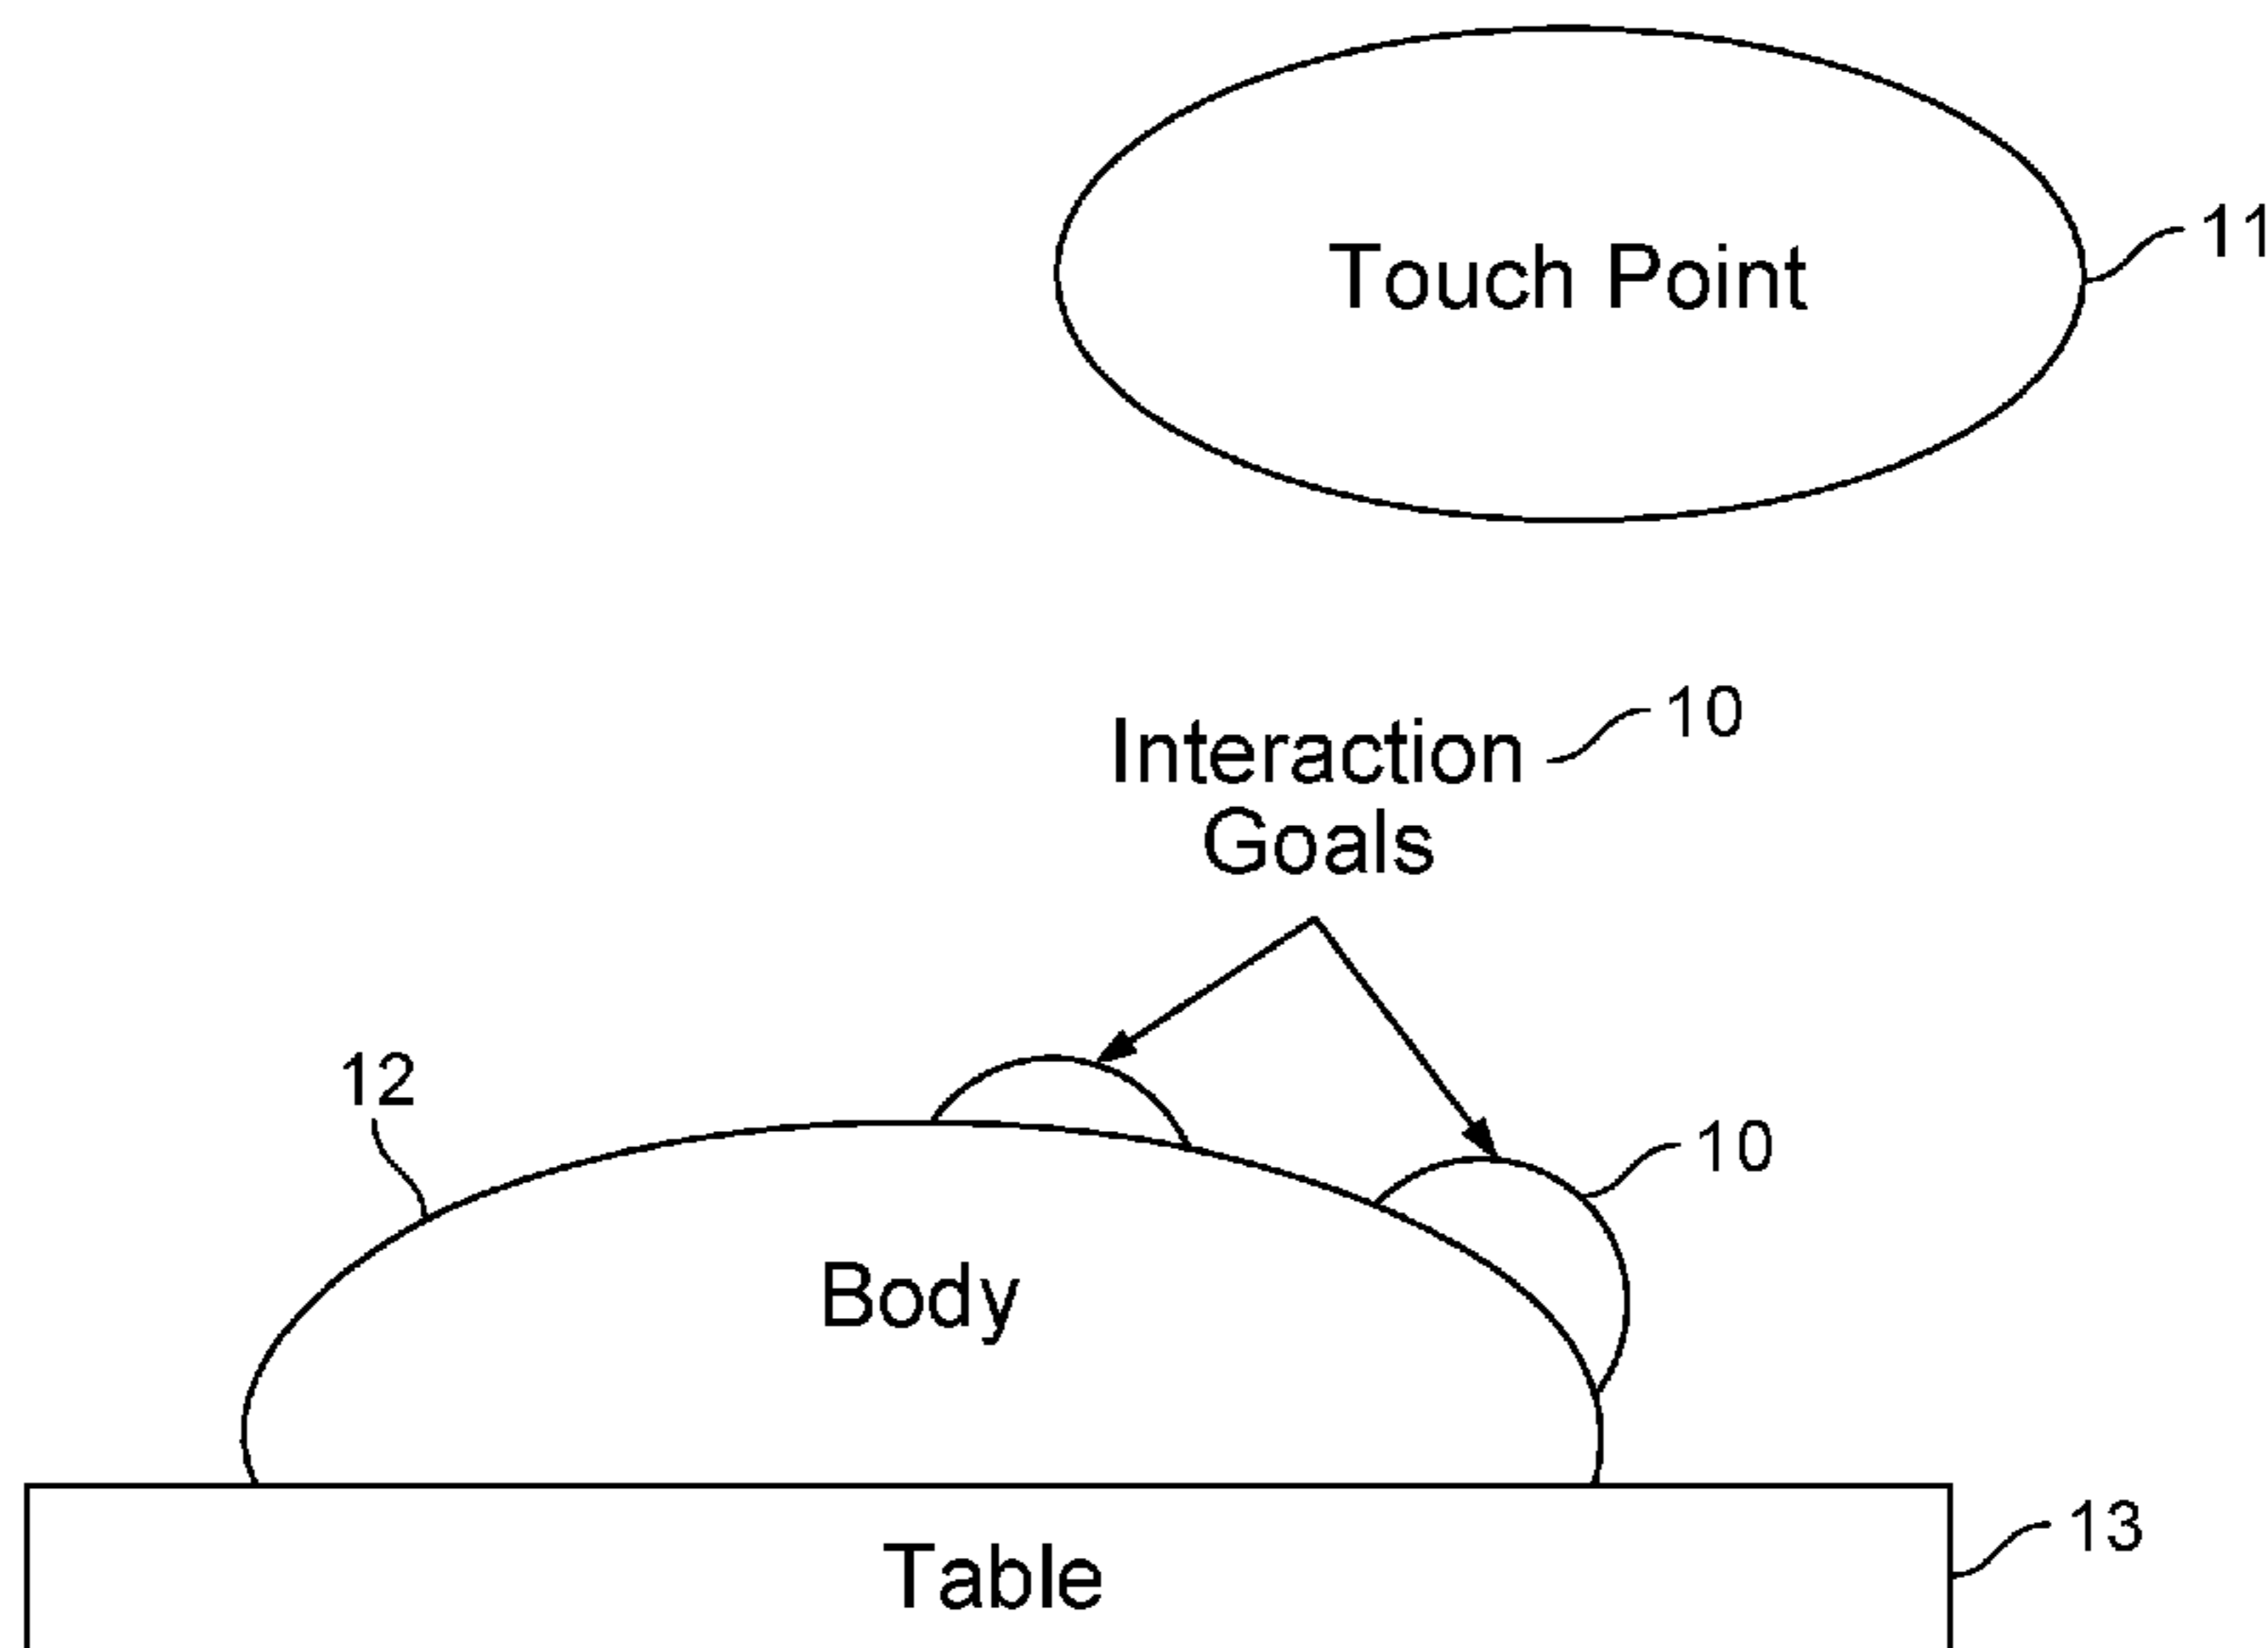 Touch Point
11
Interaction
10
Goals
12
10
Body
13
Table